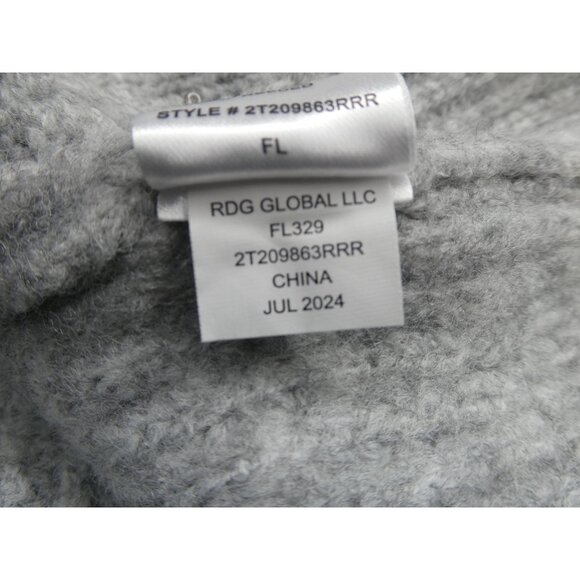 STYLE # 2T209863RRR
FL
RDG GLOBAL LLC
FL329
2T209863RRR
CHINA
JUL 2024